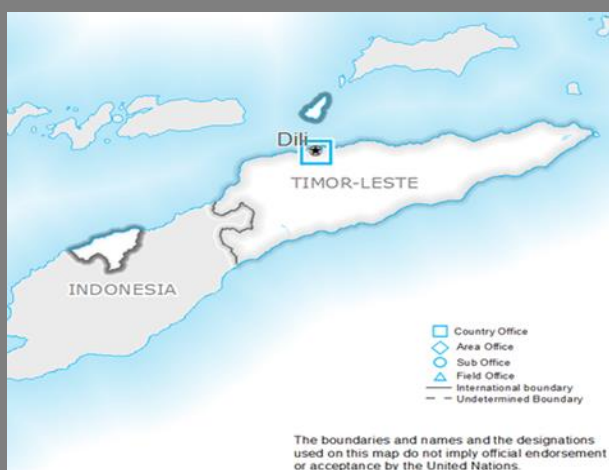 Dili
TIMOR-LESTE
INDONESIA
Country Office
Area Office
Sub Office
Field Office
International boundary
Undetermined Boundary
The boundaries and names and the designations
used on this map do not imply official endorsement
or acceptance by the United Nations.